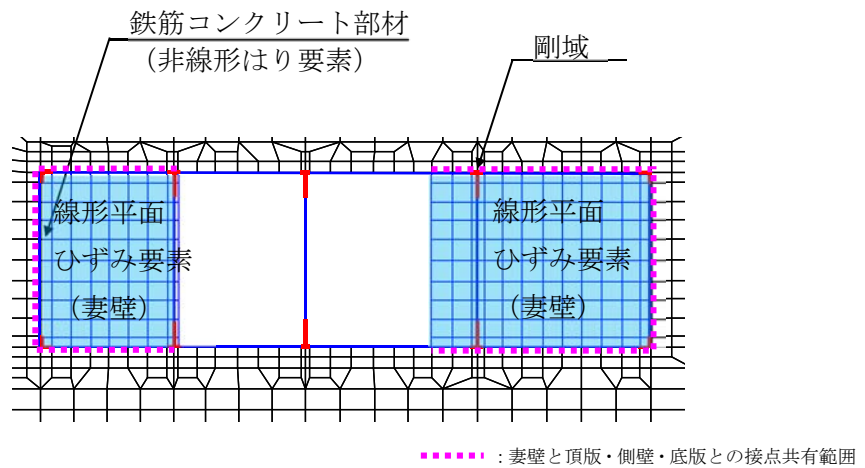 鉄筋コンクリート部材
（非線形はり要素）
剛域
線形平面
ひずみ要素
（妻壁）
線形平面
ひずみ要素
（妻壁）
：妻壁と頂版・側壁・底版との接点共有範囲